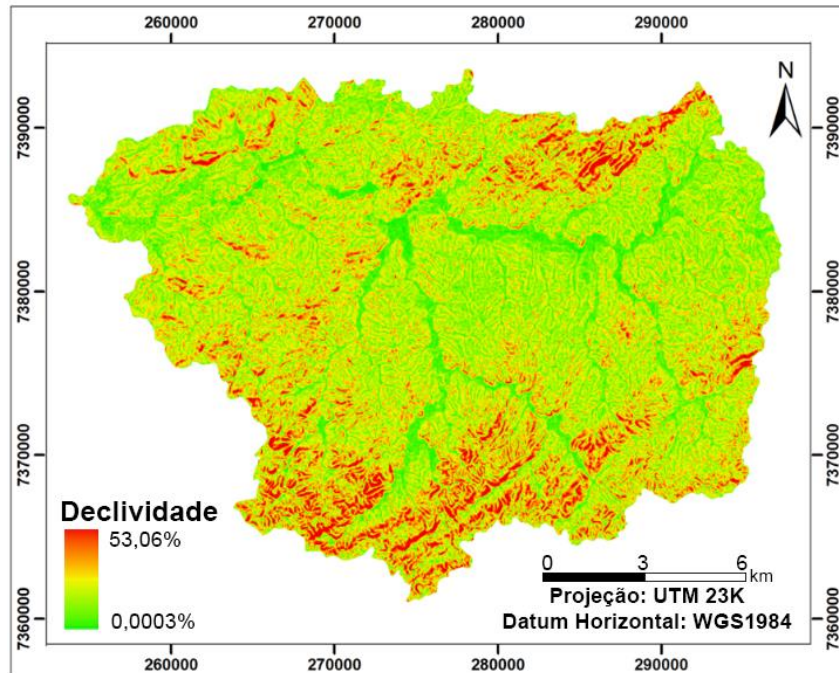 260000 270000 280000 290000
N
7390000 7390000
7380000 7380000
7370000 7370000
7360000 7360000
Declividade
53,06%
0,0003%
0 3 6
km
Projeção: UTM 23K
Datum Horizontal: WGS1984
260000 270000 280000 290000